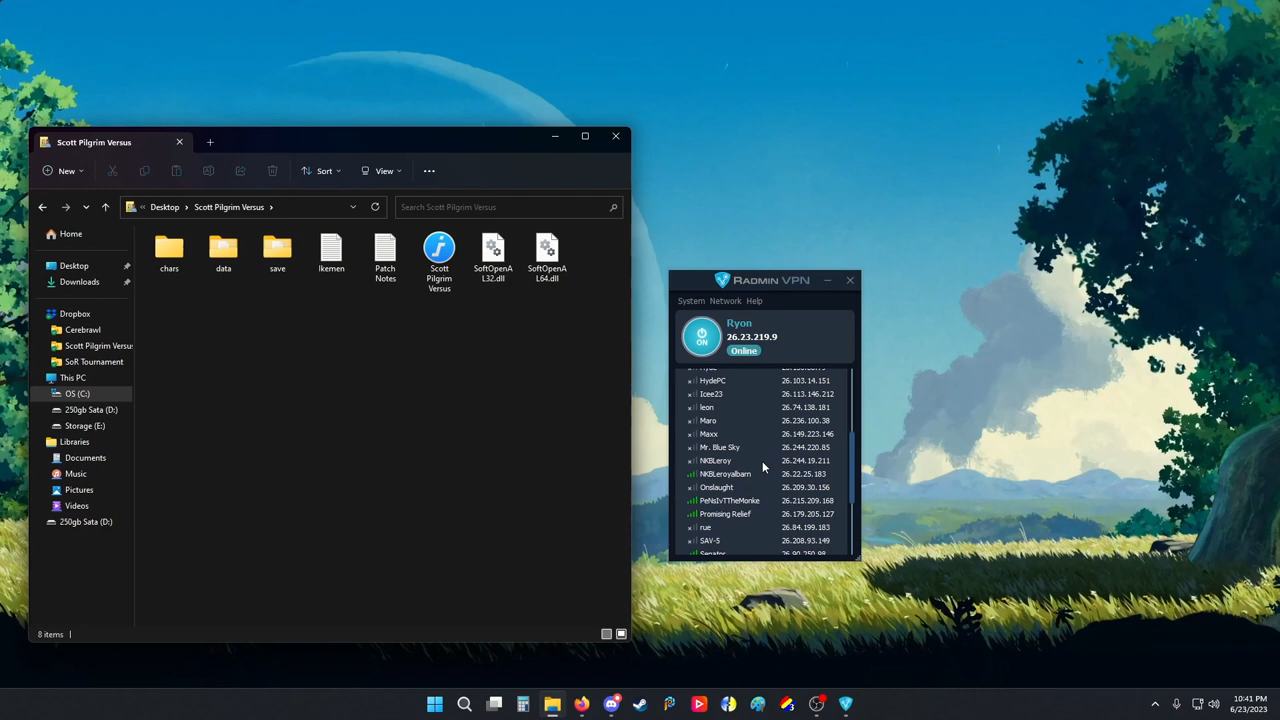 Scott Pilgrim Versus
New
Sort
View
Desktop
Scott Pilgrim Versus
Search Scott Pilgrim Versus
Home
Desktop
Downloads
Dropbox
Cerebrawl
Scott Pilgrim Versus
SoR Tournament
This PC
OS (C:)
250gb Sata (D:)
Storage (E:)
Libraries
Documents
Music
Pictures
Videos
250gb Sata (D:)
chars
data
save
Ikemen
Patch
Notes
Scott
Pilgrim
Versus
SoftOpenA
L32.dll
SoftOpenA
L64.dll
8 items
RADMIN VPN
System Network Help
ON
Ryon
26.23.219.9
Online
HydePC 26.103.14.151
Icee23 26.113.146.212
leon 26.74.138.181
Maro 26.236.100.38
Maxx 26.149.223.146
Mr. Blue Sky 26.244.220.85
NKBLeroy 26.244.19.211
NKBLeroyalbarn 26.22.25.183
Onslaught 26.209.30.156
PeNsIvTTheMonke 26.215.209.168
Promising Relief 26.179.205.127
rue 26.84.199.183
SAV-5 26.208.93.149
Senator 26.90.250.98
10:41 PM
6/23/2023